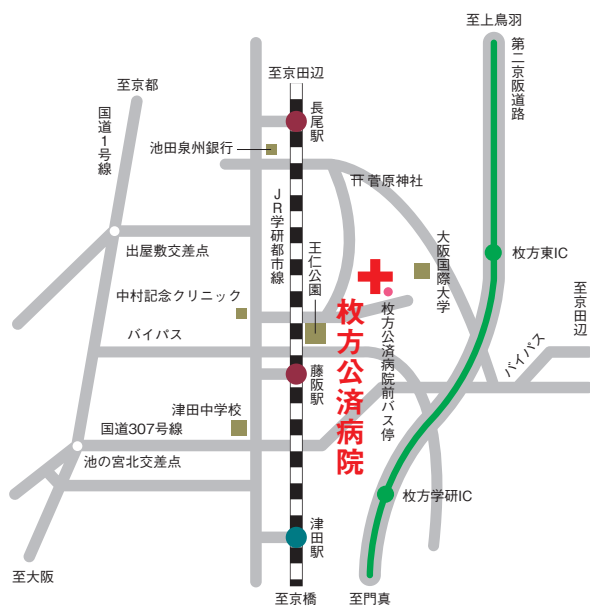 至上鳥羽
第二京阪道路
至京田辺
至京都
国道1号線
長尾駅
池田泉州銀行
菅原神社
JR学研都市線
大阪国際大学
枚方東IC
出屋敷交差点
王仁公園
中村記念クリニック
至京田辺
バイパス
枚方公済病院
枚方公済病院前バス停
バイパス
藤阪駅
津田中学校
国道307号線
池の宮北交差点
枚方学研IC
津田駅
至大阪
至京橋
至門真